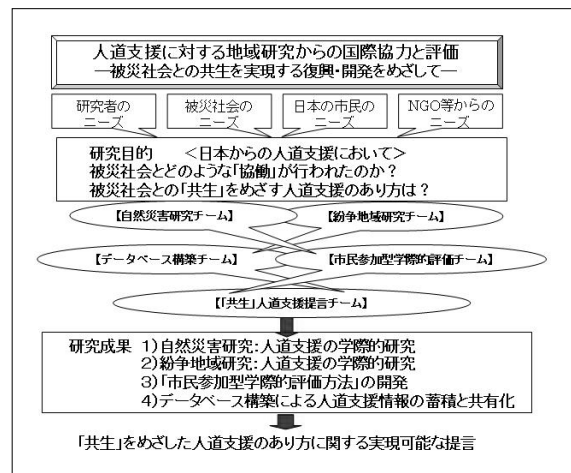 人道支援に対する地域研究からの国際協力と評価
―被災社会との共生を実現する復興・開発をめざして―
研究者の
ニーズ
被災社会の
ニーズ
日本の市民の
ニーズ
NGO等からの
ニーズ
研究目的 <日本からの人道支援において>
被災社会とどのような「協働」が行われたのか?
被災社会との「共生」をめざす人道支援のあり方は?
【自然災害研究チーム】
【紛争地域研究チーム】
【データベース構築チーム】
【市民参加型学際的評価チーム】
【「共生」人道支援提言チーム】
研究成果 1)自然災害研究:人道支援の学際的研究
2)紛争地域研究:人道支援の学際的研究
3)「市民参加型学際的評価方法」の開発
4)データベース構築による人道支援情報の蓄積と共有化
「共生」をめざした人道支援のあり方に関する実現可能な提言